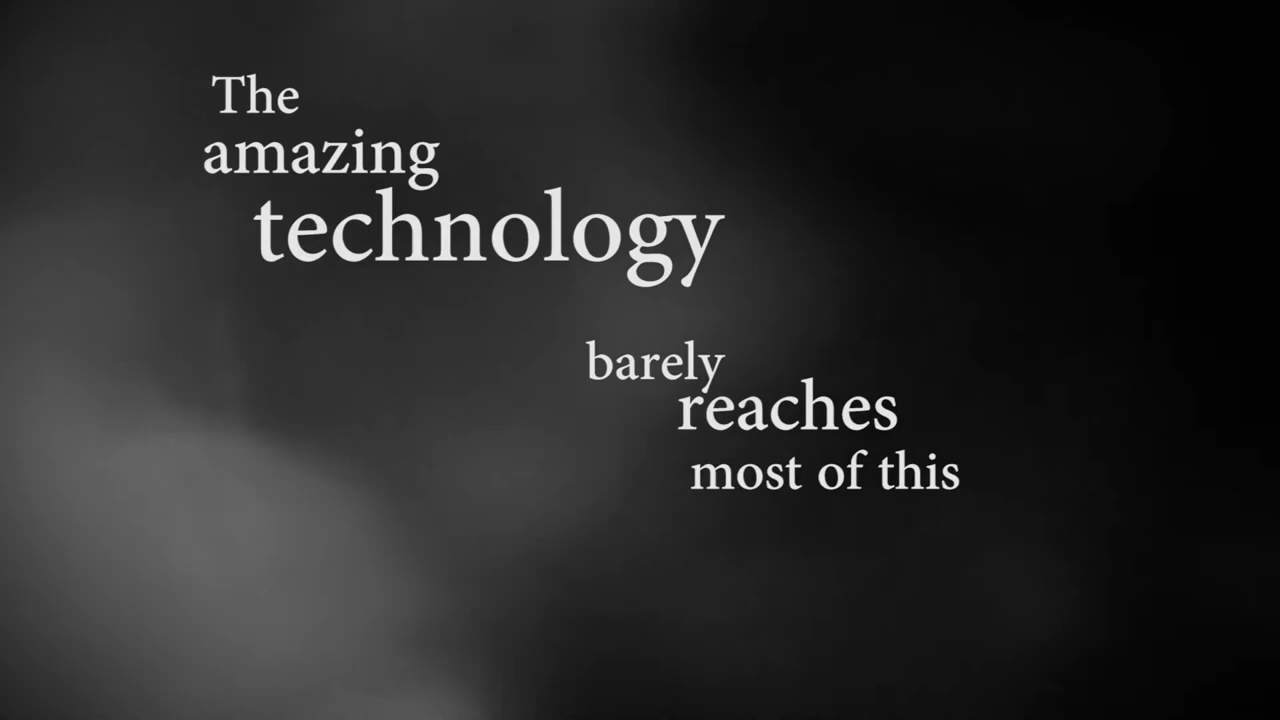 The
amazing
technology
barely
reaches
most of this